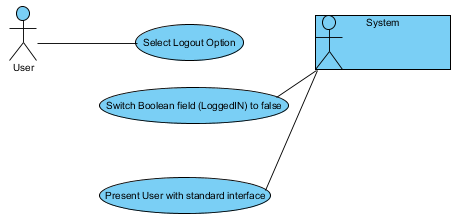 System
Select Logout Option
User
Switch Boolean field (LoggedIN) to false
Present User with standard interface